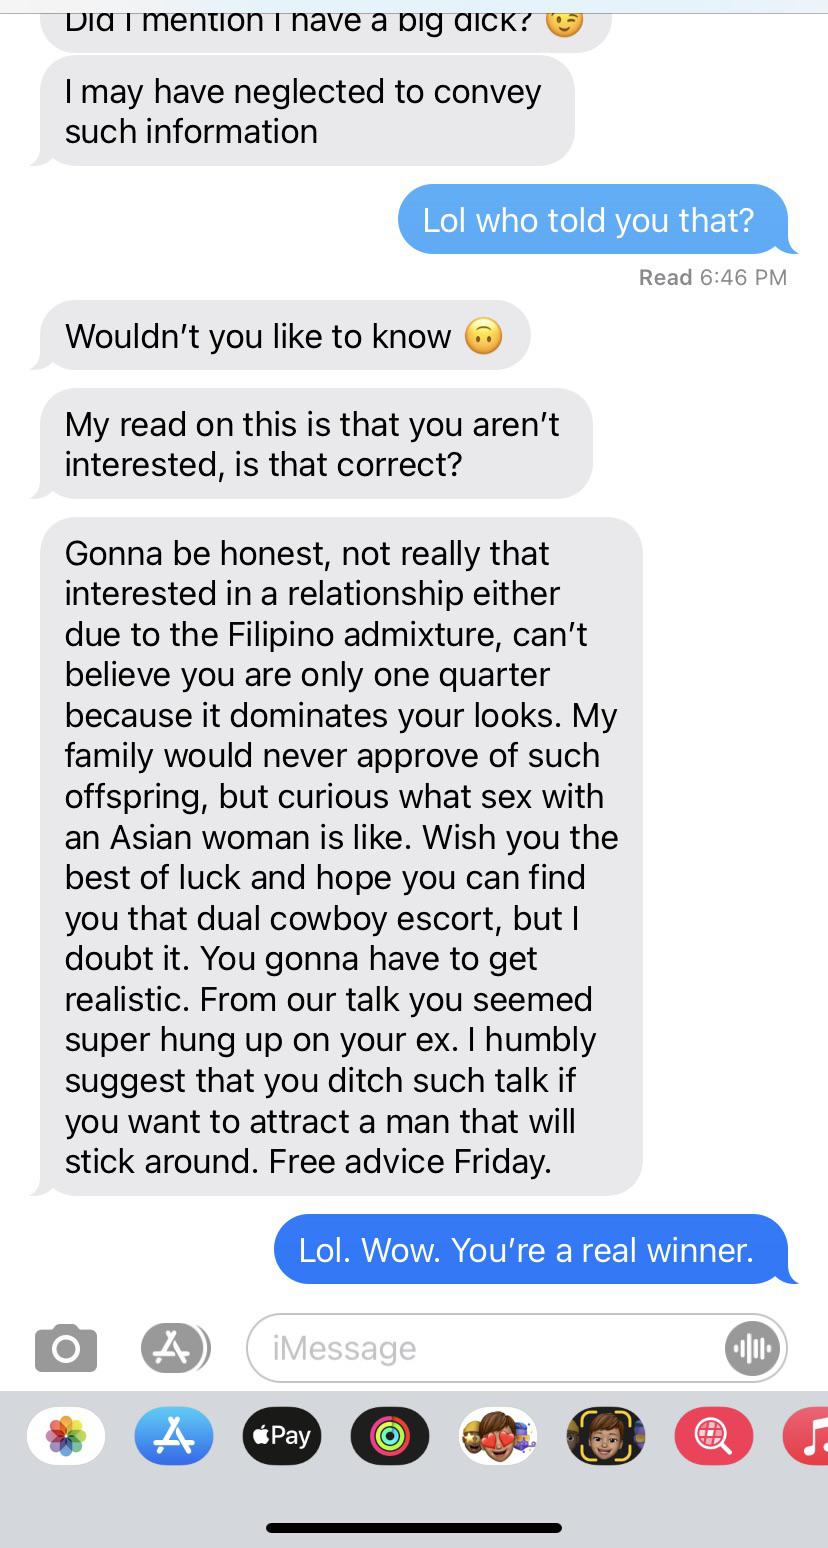 Did I mention I have a big dick? 😉
I may have neglected to convey
such information
Lol who told you that?
Read 6:46 PM
Wouldn’t you like to know 🙃
My read on this is that you aren’t
interested, is that correct?
Gonna be honest, not really that
interested in a relationship either
due to the Filipino admixture, can’t
believe you are only one quarter
because it dominates your looks. My
family would never approve of such
offspring, but curious what sex with
an Asian woman is like. Wish you the
best of luck and hope you can find
you that dual cowboy escort, but I
doubt it. You gonna have to get
realistic. From our talk you seemed
super hung up on your ex. I humbly
suggest that you ditch such talk if
you want to attract a man that will
stick around. Free advice Friday.
Lol. Wow. You’re a real winner.
iMessage
Pay